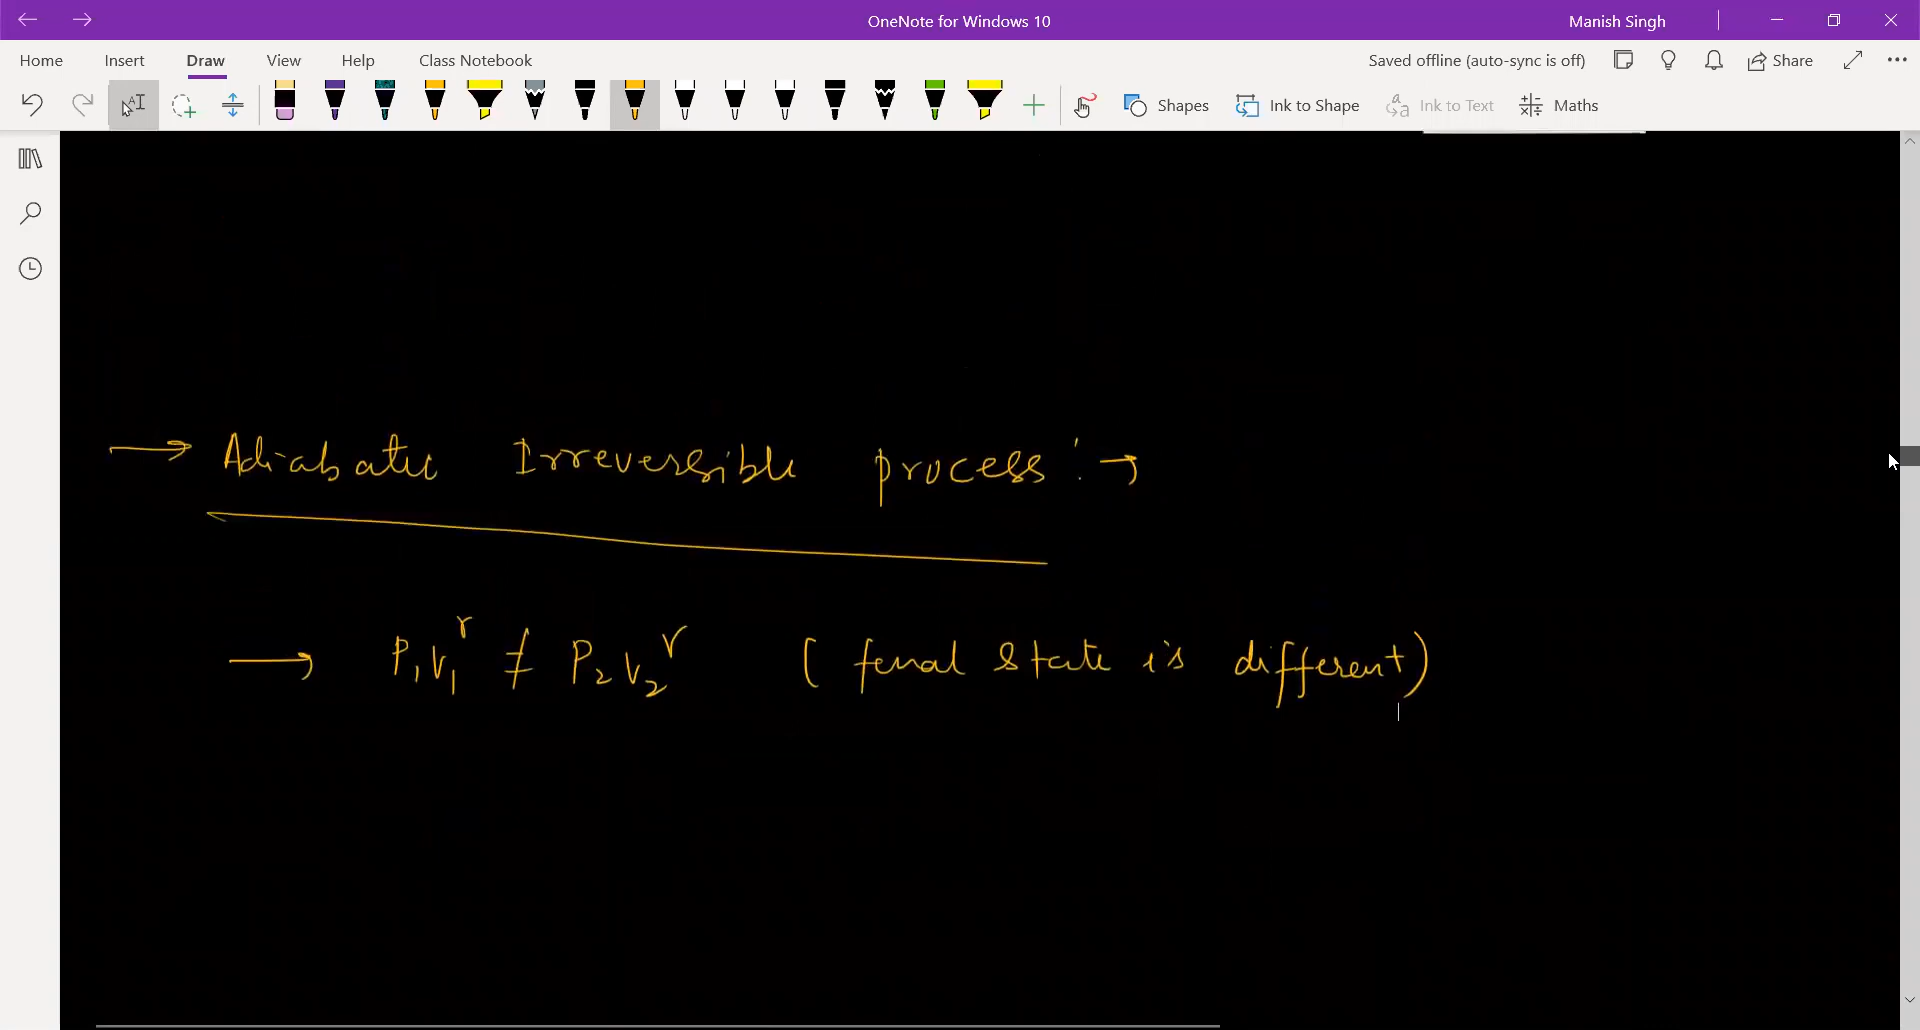 OneNote for Windows 10
Manish Singh
Home Insert Draw View Help Class Notebook
Saved offline (auto-sync is off) Share
Shapes Ink to Shape Ink to Text Maths
→ Adiabatic Irreversible process :→
→ P₁V₁^γ ≠ P₂V₂^γ ( fenal state is different)